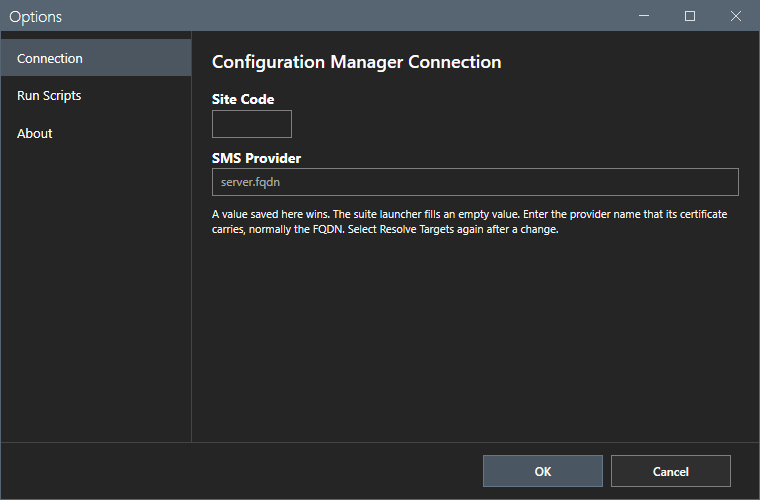 Options
Connection
Run Scripts
About
Configuration Manager Connection
Site Code
SMS Provider
server.fqdn
A value saved here wins. The suite launcher fills an empty value. Enter the provider name that its certificate
carries, normally the FQDN. Select Resolve Targets again after a change.
OK
Cancel